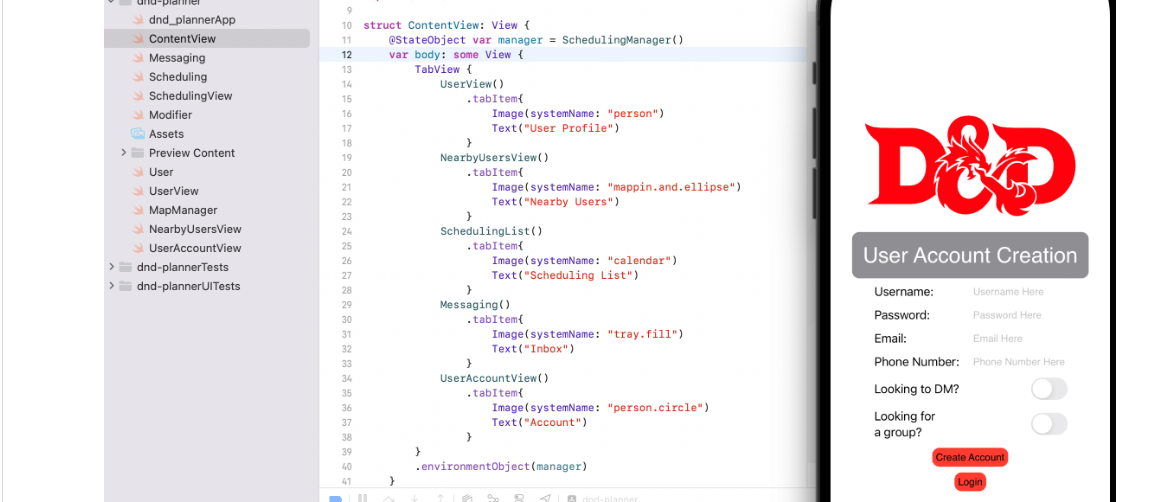 dnd-planner
dnd_plannerApp
ContentView
Messaging
Scheduling
SchedulingView
Modifier
Assets
Preview Content
User
UserView
MapManager
NearbyUsersView
UserAccountView
dnd-plannerTests
dnd-plannerUITests
9
10 struct ContentView: View {
11 @StateObject var manager = SchedulingManager()
12 var body: some View {
13 TabView {
14 UserView()
15 .tabItem{
16 Image(systemName: "person")
17 Text("User Profile")
18 }
19 NearbyUsersView()
20 .tabItem{
21 Image(systemName: "mappin.and.ellipse")
22 Text("Nearby Users")
23 }
24 SchedulingList()
25 .tabItem{
26 Image(systemName: "calendar")
27 Text("Scheduling List")
28 }
29 Messaging()
30 .tabItem{
31 Image(systemName: "tray.fill")
32 Text("Inbox")
33 }
34 UserAccountView()
35 .tabItem{
36 Image(systemName: "person.circle")
37 Text("Account")
38 }
39 }
40 .environmentObject(manager)
41 }
dnd-planner
D&D
User Account Creation
Username: Username Here
Password: Password Here
Email: Email Here
Phone Number: Phone Number Here
Looking to DM?
Looking for
a group?
Create Account
Login